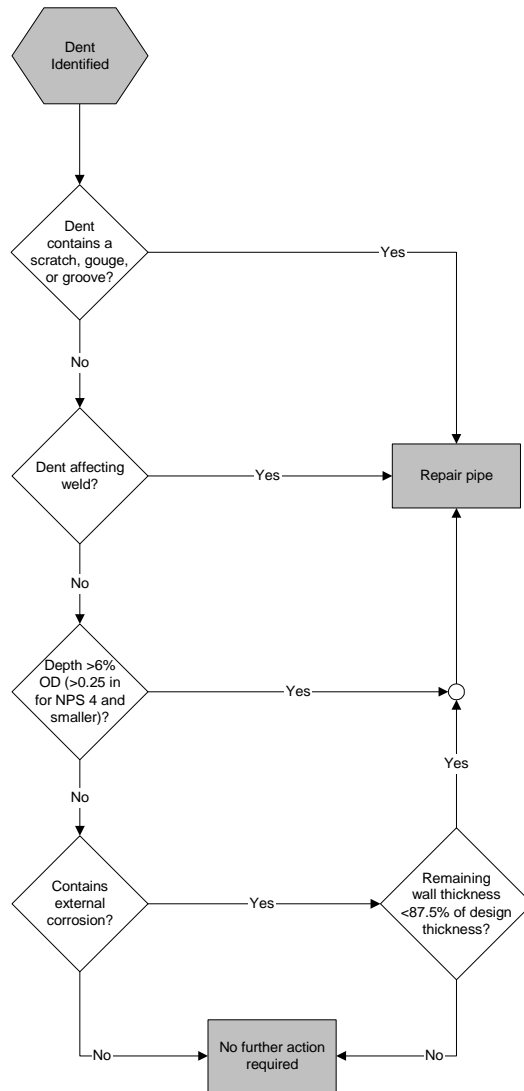 Dent
Identified
Dent
contains a
scratch, gouge,
or groove?
Yes
No
Dent affecting
weld?
Yes
Repair pipe
No
Depth >6%
OD (>0.25 in
for NPS 4 and
smaller)?
Yes
No
Yes
Contains
external
corrosion?
Yes
Remaining
wall thickness
<87.5% of design
thickness?
No
No further action
required
No